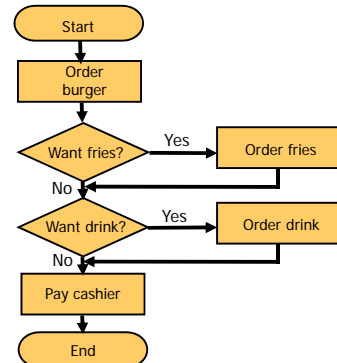 Start
Order
burger
Want fries?
Yes
Order fries
No
Want drink?
Yes
Order drink
No
Pay cashier
End